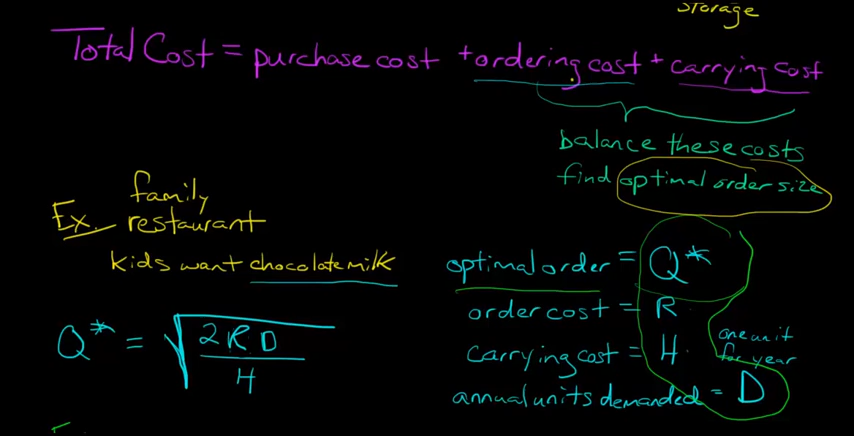 storage
Total Cost = purchase cost + ordering cost + carrying cost
balance these costs
find optimal order size
family
Ex. restaurant
kids want chocolate milk
optimal order = Q*
order cost = R
carrying cost = H
one unit
for year
annual units demanded = D
Q* = √(2RD/H)